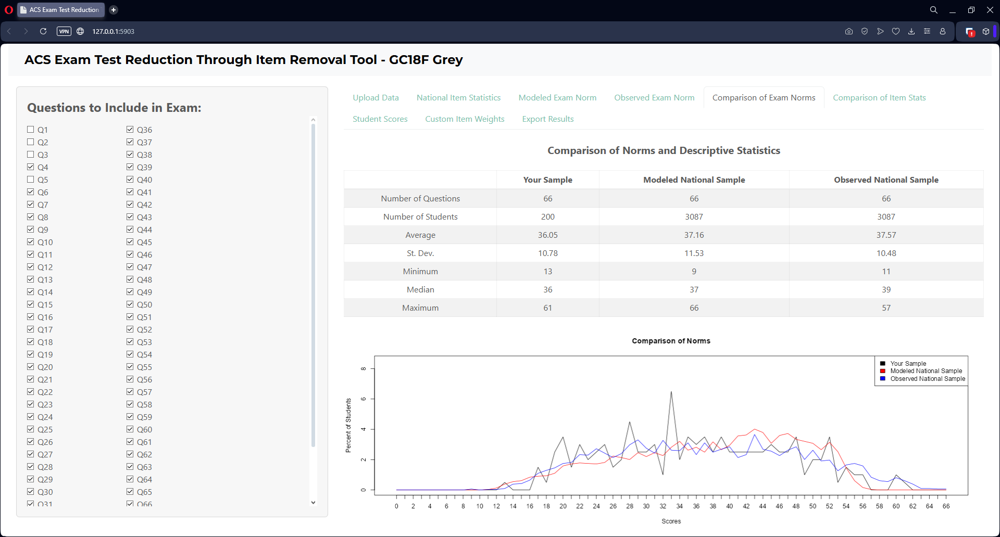 ACS Exam Test Reduction
VPN
127.0.0.1:5903
ACS Exam Test Reduction Through Item Removal Tool - GC18F Grey
Questions to Include in Exam:
Q1 Q36
Q2 Q37
Q3 Q38
Q4 Q39
Q5 Q40
Q6 Q41
Q7 Q42
Q8 Q43
Q9 Q44
Q10 Q45
Q11 Q46
Q12 Q47
Q13 Q48
Q14 Q49
Q15 Q50
Q16 Q51
Q17 Q52
Q18 Q53
Q19 Q54
Q20 Q55
Q21 Q56
Q22 Q57
Q23 Q58
Q24 Q59
Q25 Q60
Q26 Q61
Q27 Q62
Q28 Q63
Q29 Q64
Q30 Q65
Q31 Q66
Upload Data National Item Statistics Modeled Exam Norm Observed Exam Norm Comparison of Exam Norms Comparison of Item Stats
Student Scores Custom Item Weights Export Results
Comparison of Norms and Descriptive Statistics
Your Sample Modeled National Sample Observed National Sample
Number of Questions 66 66 66
Number of Students 200 3087 3087
Average 36.05 37.16 37.57
St. Dev. 10.78 11.53 10.48
Minimum 13 9 11
Median 36 37 39
Maximum 61 66 57
Comparison of Norms
Your Sample
Modeled National Sample
Observed National Sample
Percent of Students
8
6
4
2
0
0 2 4 6 8 10 12 14 16 18 20 22 24 26 28 30 32 34 36 38 40 42 44 46 48 50 52 54 56 58 60 62 64 66
Scores